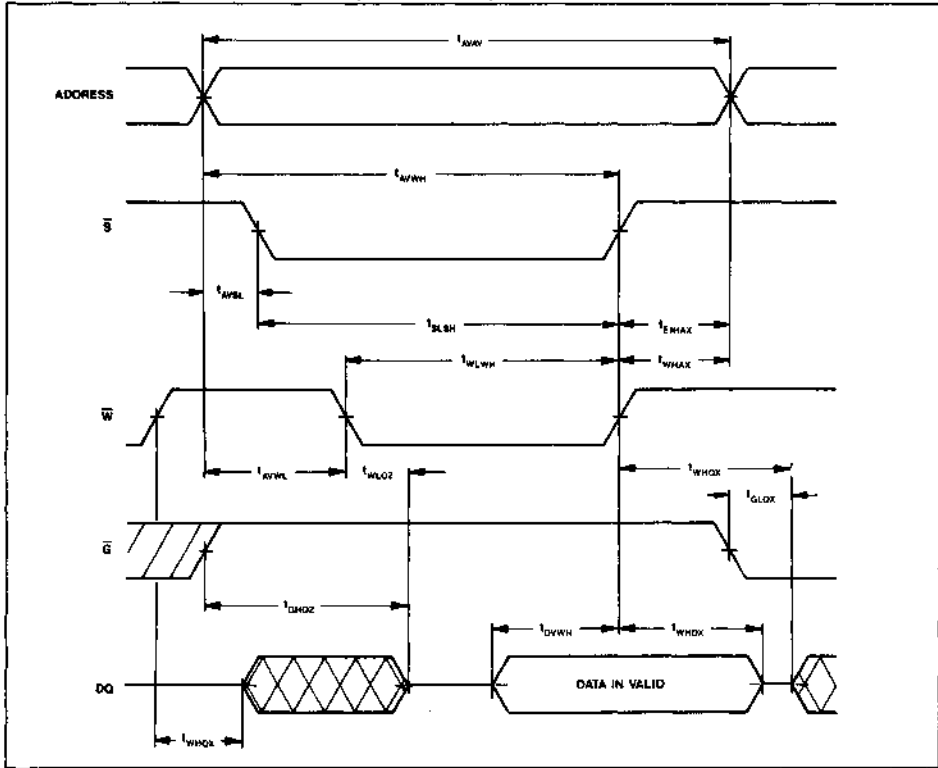 tAVAV
ADDRESS
tAVWH
S̅
tAVSL
tSLSH
tEHAX
tWLWH
tWHAX
W̅
tAVWL
tWLQZ
tWHQX
tGLQX
G̅
tGHQZ
tDVWH
tWHDX
DQ
DATA IN VALID
tWHQX